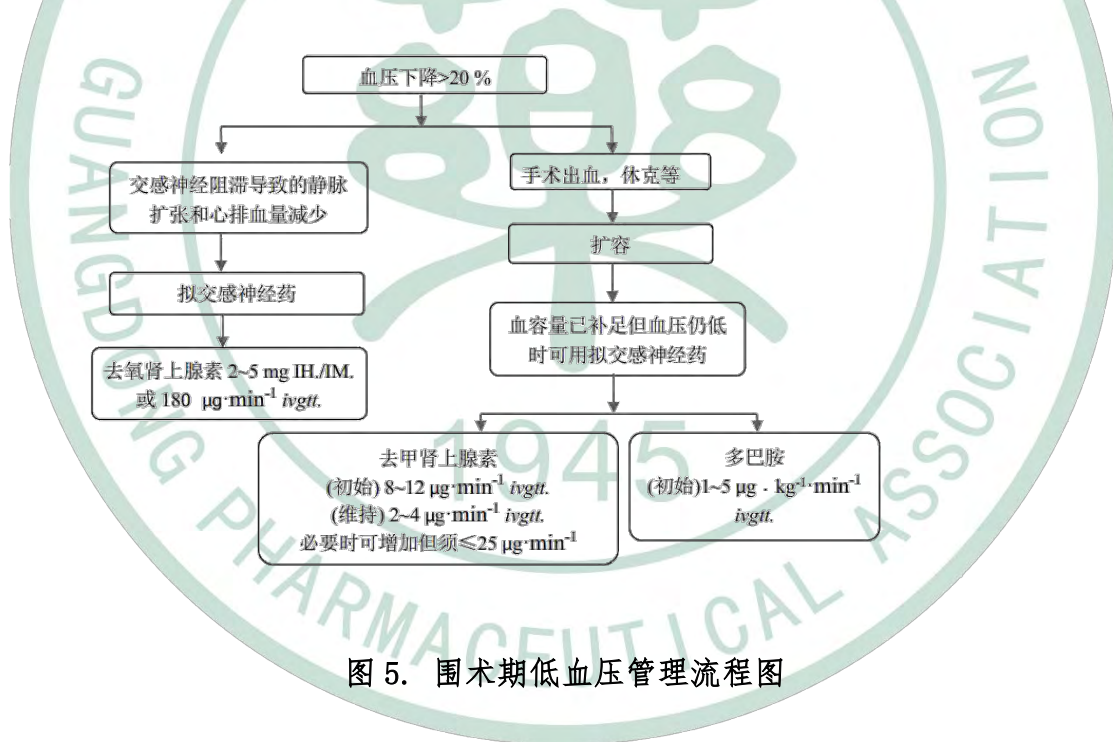 血压下降>20 %
交感神经阻滞导致的静脉
扩张和心排血量减少
拟交感神经药
去氧肾上腺素 2~5 mg IH./IM.
或 180 μg·min⁻¹ ivgtt.
手术出血，休克等
扩容
血容量已补足但血压仍低
时可用拟交感神经药
去甲肾上腺素
(初始) 8~12 μg·min⁻¹ ivgtt.
(维持) 2~4 μg·min⁻¹ ivgtt.
必要时可增加但须≤25 μg·min⁻¹
多巴胺
(初始)1~5 μg · kg⁻¹·min⁻¹
ivgtt.
图 5. 围术期低血压管理流程图
GUANGDONG PHARMACEUTICAL ASSOCIATION
1945